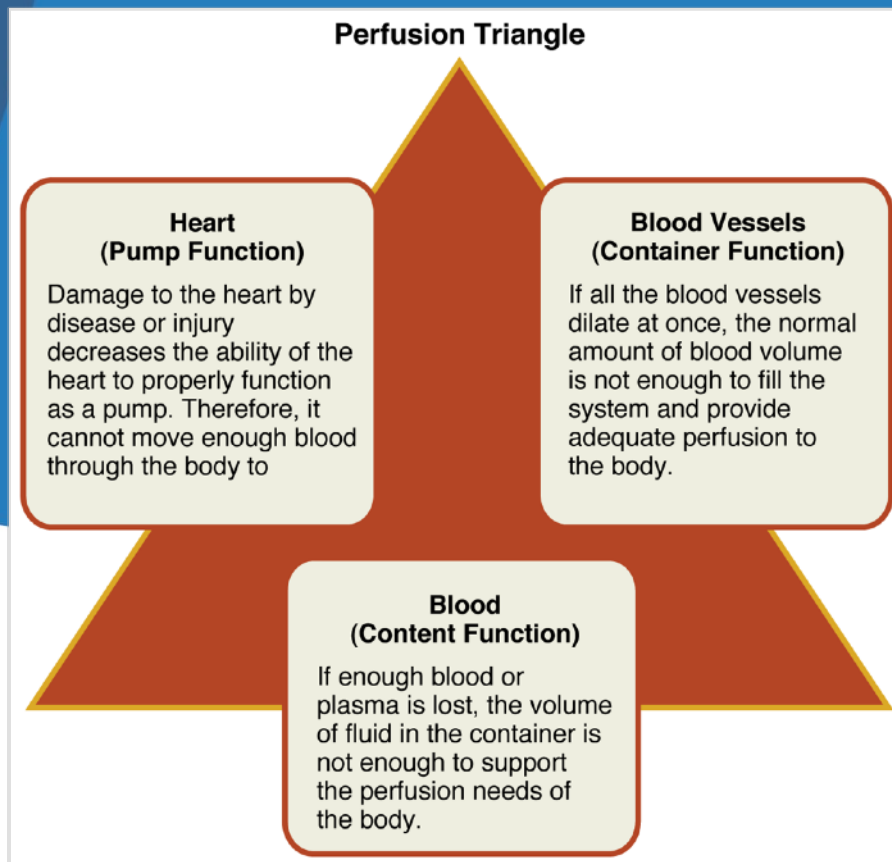 Perfusion Triangle
Heart
(Pump Function)
Damage to the heart by
disease or injury
decreases the ability of the
heart to properly function
as a pump. Therefore, it
cannot move enough blood
through the body to
Blood Vessels
(Container Function)
If all the blood vessels
dilate at once, the normal
amount of blood volume
is not enough to fill the
system and provide
adequate perfusion to
the body.
Blood
(Content Function)
If enough blood or
plasma is lost, the volume
of fluid in the container is
not enough to support
the perfusion needs of
the body.